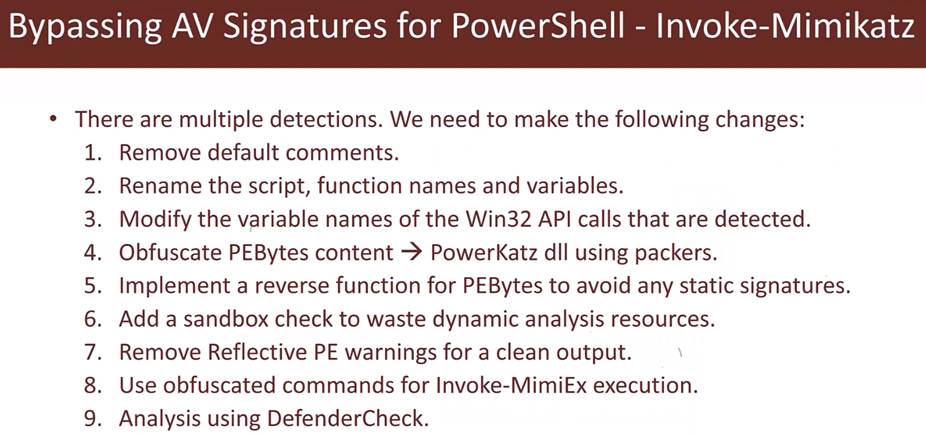 Bypassing AV Signatures for PowerShell - Invoke-Mimikatz
• There are multiple detections. We need to make the following changes:
1. Remove default comments.
2. Rename the script, function names and variables.
3. Modify the variable names of the Win32 API calls that are detected.
4. Obfuscate PEBytes content → PowerKatz dll using packers.
5. Implement a reverse function for PEBytes to avoid any static signatures.
6. Add a sandbox check to waste dynamic analysis resources.
7. Remove Reflective PE warnings for a clean output.
8. Use obfuscated commands for Invoke-MimiEx execution.
9. Analysis using DefenderCheck.